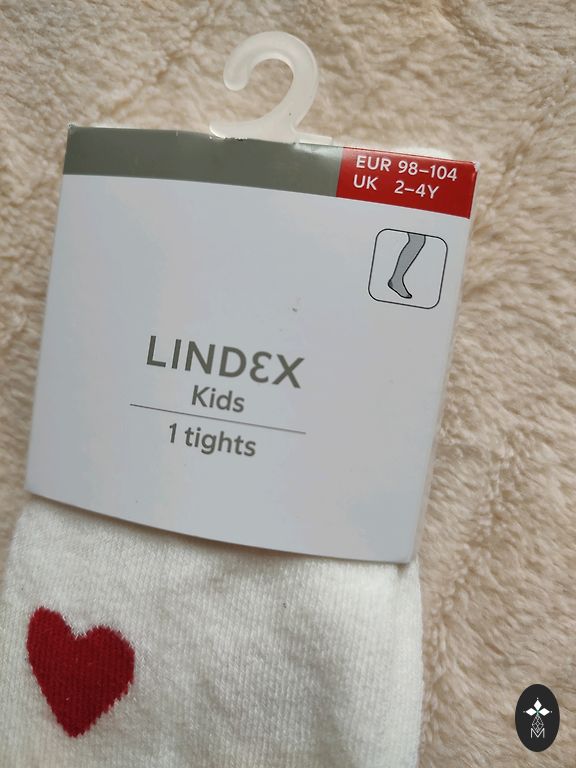 EUR 98–104
UK 2–4Y
LINDEX
Kids
1 tights
M